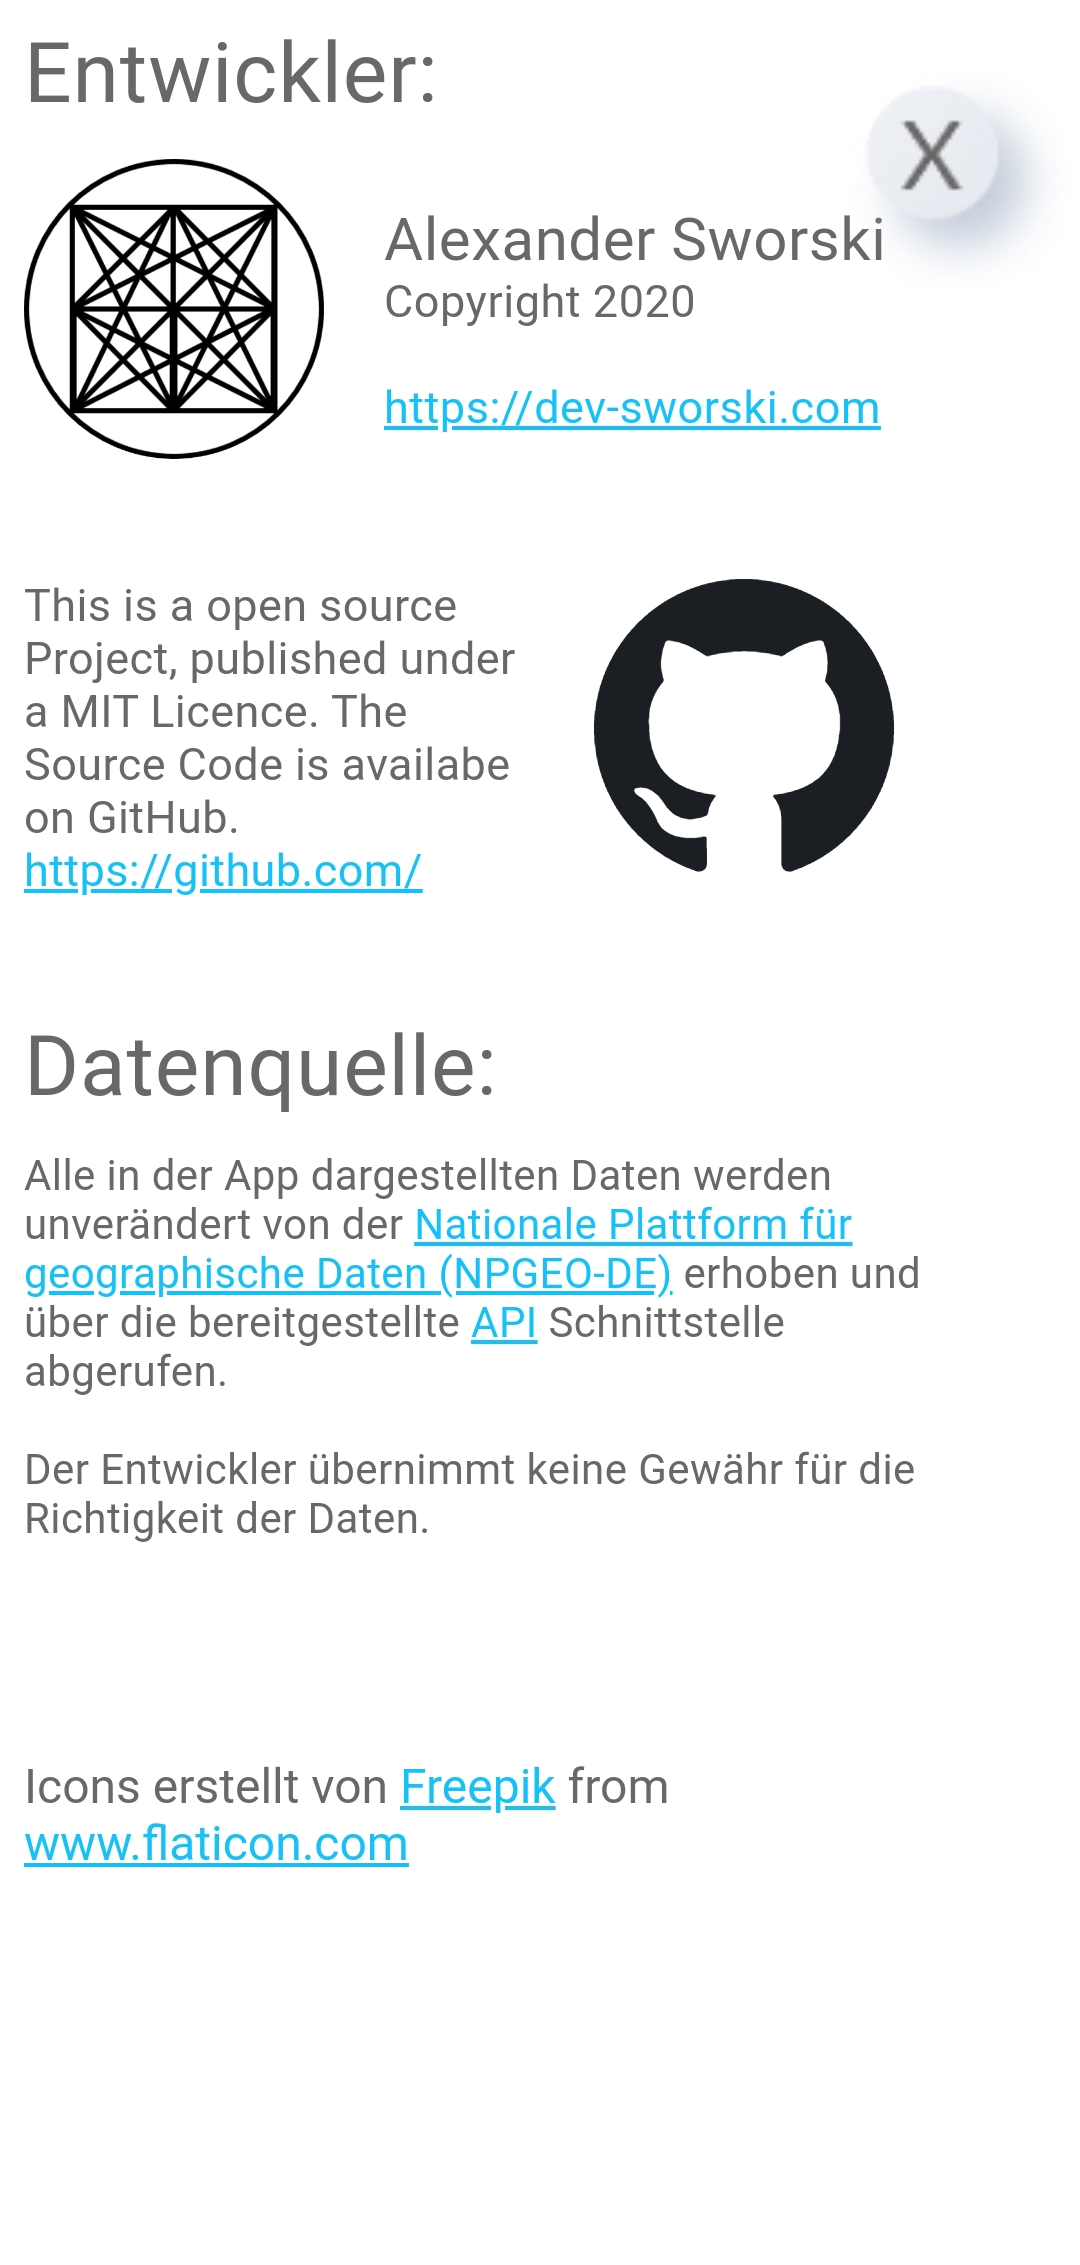 Entwickler:
X
Alexander Sworski
Copyright 2020
https://dev-sworski.com
This is a open source
Project, published under
a MIT Licence. The
Source Code is availabe
on GitHub.
https://github.com/
Datenquelle:
Alle in der App dargestellten Daten werden
unverändert von der Nationale Plattform für
geographische Daten (NPGEO-DE) erhoben und
über die bereitgestellte API Schnittstelle
abgerufen.
Der Entwickler übernimmt keine Gewähr für die
Richtigkeit der Daten.
Icons erstellt von Freepik from
www.flaticon.com